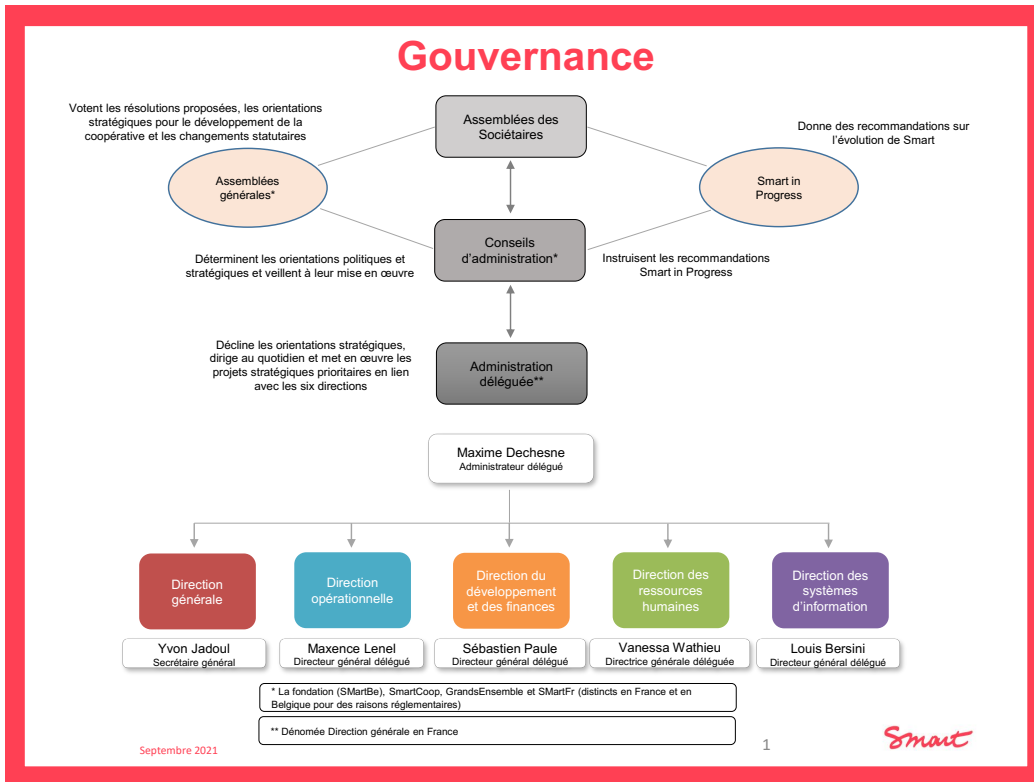 Gouvernance
Votent les résolutions proposées, les orientations
stratégiques pour le développement de la
coopérative et les changements statutaires
Assemblées des
Sociétaires
Donne des recommandations sur
l'évolution de Smart
Assemblées
générales*
Smart in
Progress
Conseils
d'administration*
Déterminent les orientations politiques et
stratégiques et veillent à leur mise en œuvre
Instruisent les recommandations
Smart in Progress
Décline les orientations stratégiques,
dirige au quotidien et met en œuvre les
projets stratégiques prioritaires en lien
avec les six directions
Administration
déléguée**
Maxime Dechesne
Administrateur délégué
Direction
générale
Direction
opérationnelle
Direction du
développement
et des finances
Direction des
ressources
humaines
Direction des
systèmes
d'information
Yvon Jadoul
Secrétaire général
Maxence Lenel
Directeur général délégué
Sébastien Paule
Directeur général délégué
Vanessa Wathieu
Directrice générale déléguée
Louis Bersini
Directeur général délégué
* La fondation (SMartBe), SmartCoop, GrandsEnsemble et SMartFr (distincts en France et en
Belgique pour des raisons réglementaires)
** Dénomée Direction générale en France
Septembre 2021
1
Smart